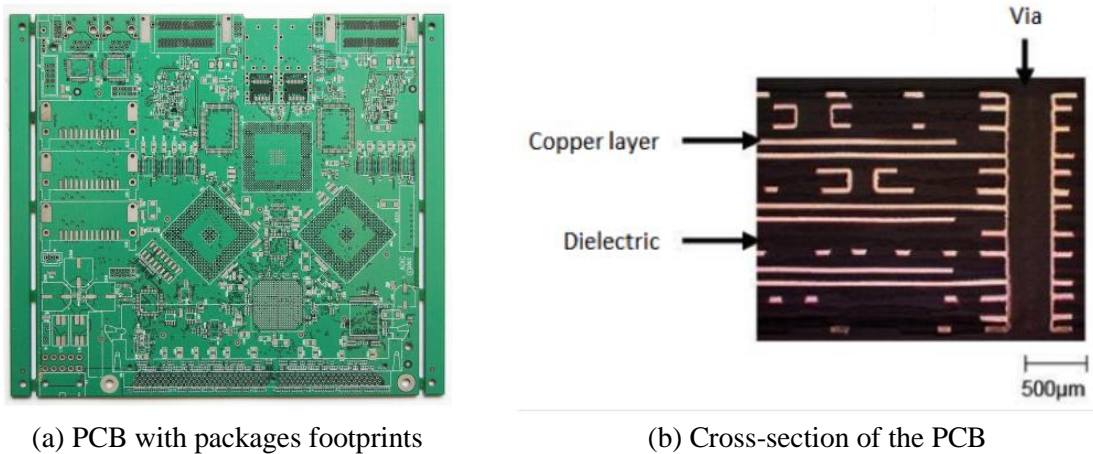 Via
Copper layer
Dielectric
500μm
(a) PCB with packages footprints
(b) Cross-section of the PCB